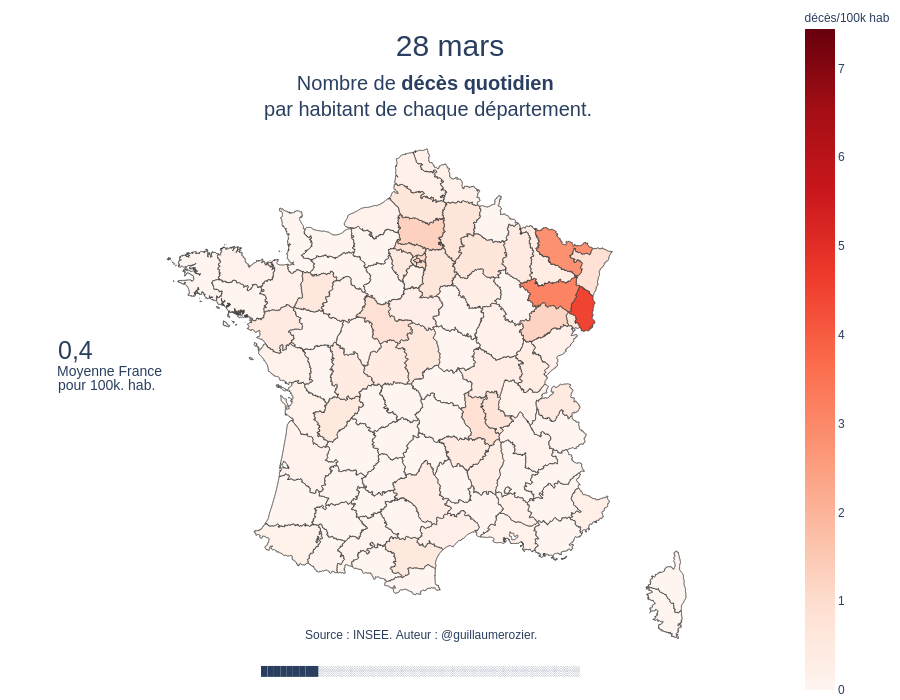 décès/100k hab
28 mars
Nombre de décès quotidien
par habitant de chaque département.
7
6
5
4
3
2
1
0
0,4
Moyenne France
pour 100k. hab.
Source : INSEE. Auteur : @guillaumerozier.